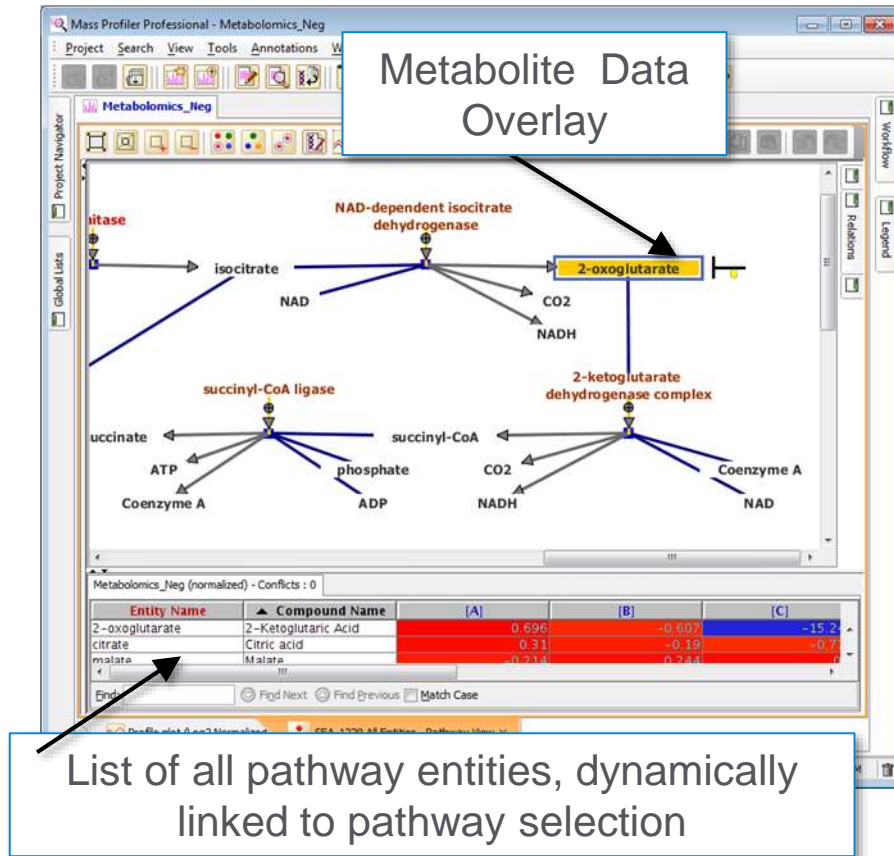 Mass Profiler Professional - Metabolomics_Neg
Project Search View Tools Annotations
Metabolite Data
Overlay
Metabolomics_Neg
Project Navigator
Global Lists
Workflow
Legend
Relations
NAD-dependent isocitrate
dehydrogenase
isocitrate
2-oxoglutarate
NAD
CO2
NADH
succinyl-CoA ligase
2-ketoglutarate
dehydrogenase complex
succinyl-CoA
ATP
phosphate
CO2
Coenzyme A
Coenzyme A
ADP
NADH
NAD
Metabolomics_Neg (normalized) - Conflicts : 0
Entity Name Compound Name [A] [B] [C]
2-oxoglutarate 2-Ketoglutaric Acid 0.696 -0.607
citrate Citric acid 0.31 -0.19
malate Malate -0.214 0.244
Find: Find Next Find Previous Match Case
List of all pathway entities, dynamically
linked to pathway selection